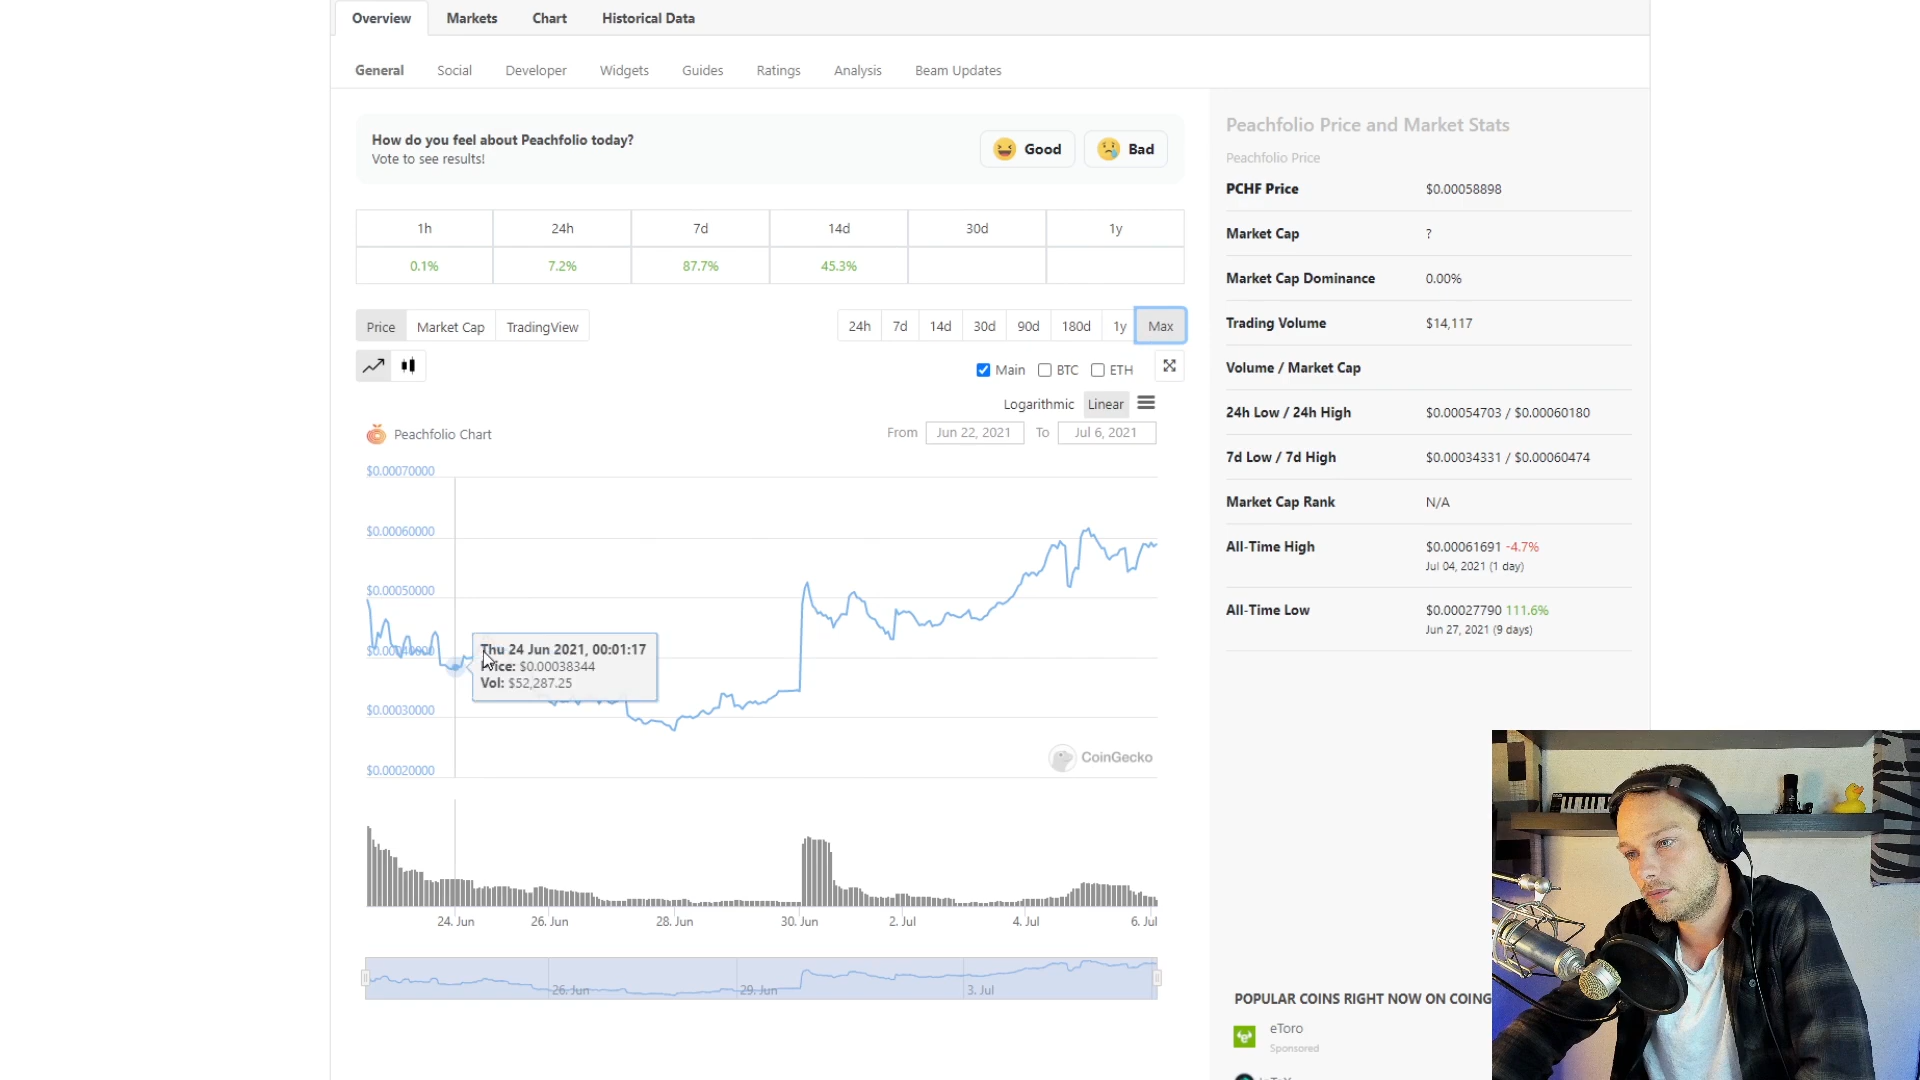 Overview Markets Chart Historical Data
General Social Developer Widgets Guides Ratings Analysis Beam Updates
How do you feel about Peachfolio today?
Vote to see results!
Good Bad
1h 24h 7d 14d 30d 1y
0.1% 7.2% 87.7% 45.3%
Price Market Cap TradingView
24h 7d 14d 30d 90d 180d 1y Max
Main BTC ETH
Logarithmic Linear
Peachfolio Chart
From Jun 22, 2021 To Jul 6, 2021
$0.00070000
$0.00060000
$0.00050000
$0.00040000
$0.00030000
$0.00020000
Thu 24 Jun 2021, 00:01:17
Price: $0.00038344
Vol: $52,287.25
CoinGecko
24. Jun 26. Jun 28. Jun 30. Jun 2. Jul 4. Jul 6. Jul
26. Jun 29. Jun 3. Jul
Peachfolio Price and Market Stats
Peachfolio Price
PCHF Price $0.00058898
Market Cap ?
Market Cap Dominance 0.00%
Trading Volume $14,117
Volume / Market Cap
24h Low / 24h High $0.00054703 / $0.00060180
7d Low / 7d High $0.00034331 / $0.00060474
Market Cap Rank N/A
All-Time High $0.00061691 -4.7%
Jul 04, 2021 (1 day)
All-Time Low $0.00027790 111.6%
Jun 27, 2021 (9 days)
POPULAR COINS RIGHT NOW ON COING
eToro
Sponsored